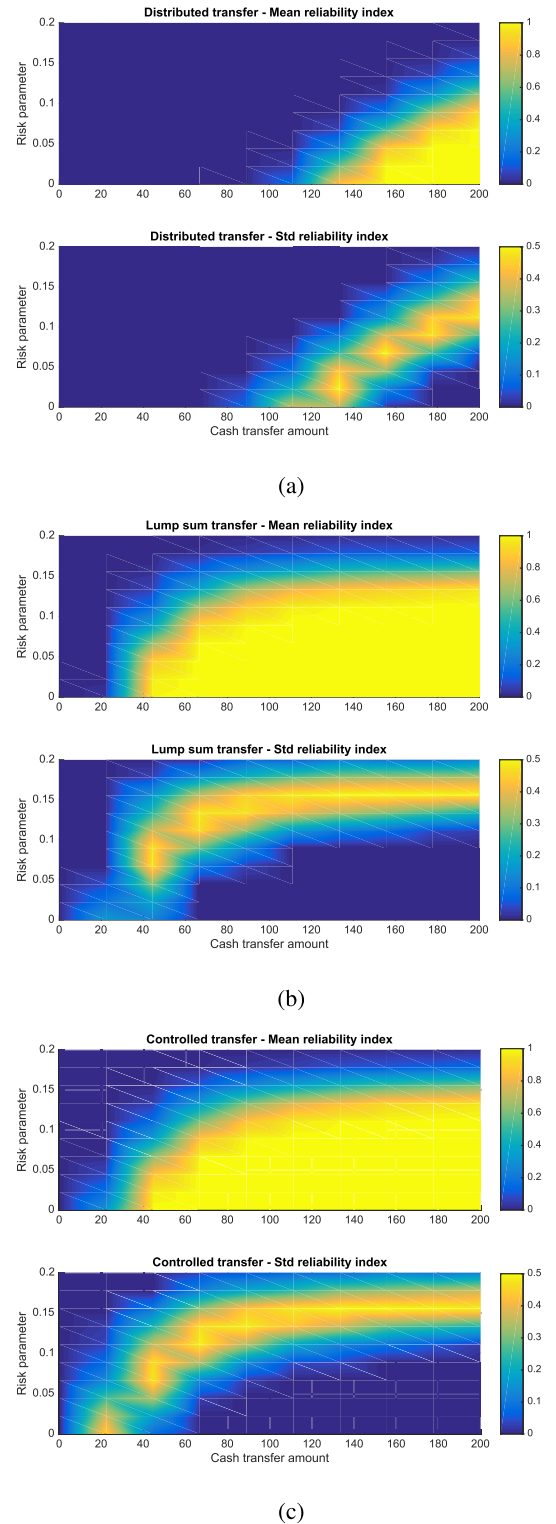 Distributed transfer - Mean reliability index
Risk parameter
0.2
0.15
0.1
0.05
0
0 20 40 60 80 100 120 140 160 180 200
1
0.8
0.6
0.4
0.2
0
Distributed transfer - Std reliability index
Risk parameter
0.2
0.15
0.1
0.05
0
0 20 40 60 80 100 120 140 160 180 200
Cash transfer amount
0.5
0.4
0.3
0.2
0.1
0
(a)
Lump sum transfer - Mean reliability index
Risk parameter
0.2
0.15
0.1
0.05
0
0 20 40 60 80 100 120 140 160 180 200
1
0.8
0.6
0.4
0.2
0
Lump sum transfer - Std reliability index
Risk parameter
0.2
0.15
0.1
0.05
0
0 20 40 60 80 100 120 140 160 180 200
Cash transfer amount
0.5
0.4
0.3
0.2
0.1
0
(b)
Controlled transfer - Mean reliability index
Risk parameter
0.2
0.15
0.1
0.05
0
0 20 40 60 80 100 120 140 160 180 200
1
0.8
0.6
0.4
0.2
0
Controlled transfer - Std reliability index
Risk parameter
0.2
0.15
0.1
0.05
0
0 20 40 60 80 100 120 140 160 180 200
Cash transfer amount
0.5
0.4
0.3
0.2
0.1
0
(c)